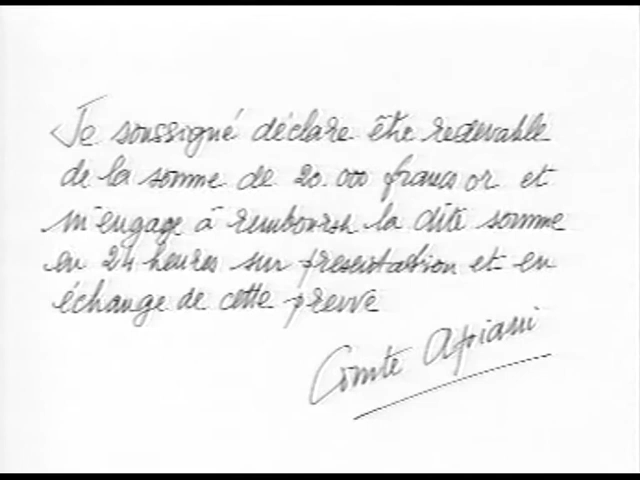 Je soussigné déclare être redevable
de la somme de 20.000 francs or et
m'engage à rembourser la dite somme
en 24 heures sur presentation et en
échange de cette preuve
Comte Apiani